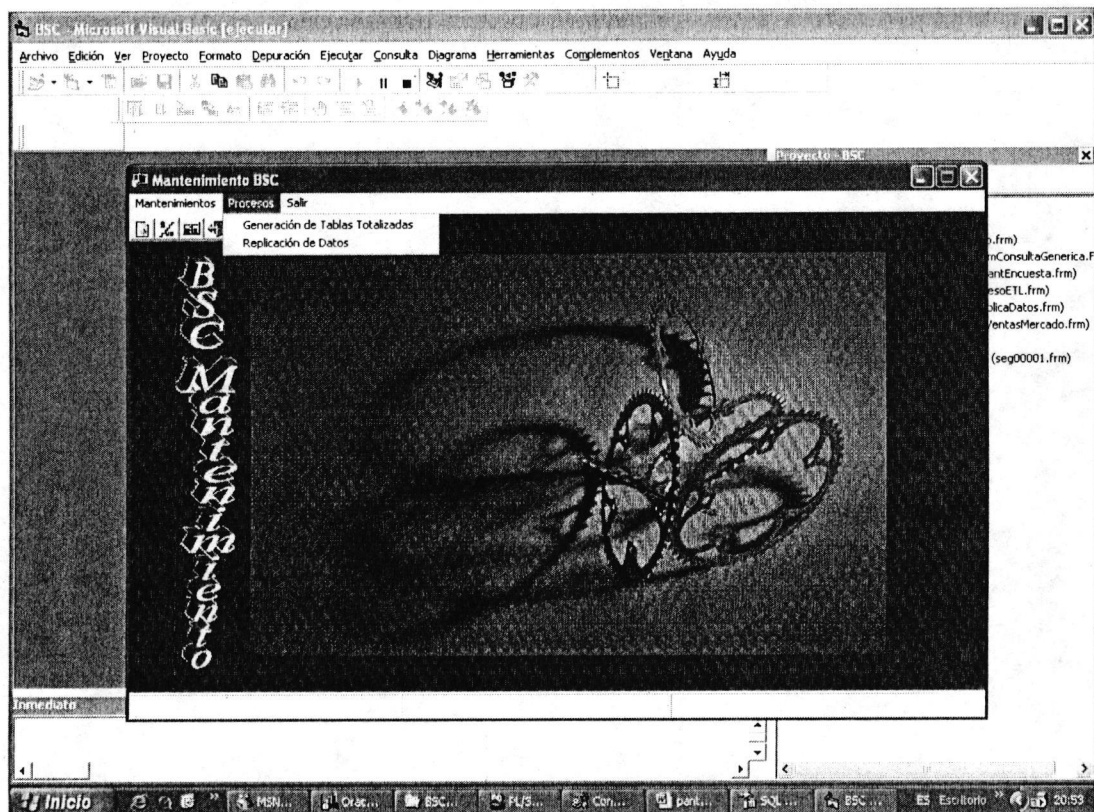 BSC - Microsoft Visual Basic [ejecutar]
Archivo Edición Ver Proyecto Formato Depuración Ejecutar Consulta Diagrama Herramientas Complementos Ventana Ayuda
Proyecto - BSC
Mantenimiento BSC
Mantenimientos Procesos Salir
Generación de Tablas Totalizadas
Replicación de Datos
BSC Mantenimiento
o.frm)
mConsultaGenerica.F
antEncuesta.frm)
esoETL.frm)
plicaDatos.frm)
VentasMercado.frm)
(seg00001.frm)
Inmediato
Inicio MSN... Orac... BSC... PL/S... Con... pant... SQL ... BSC ... ES Escritorio 20:53